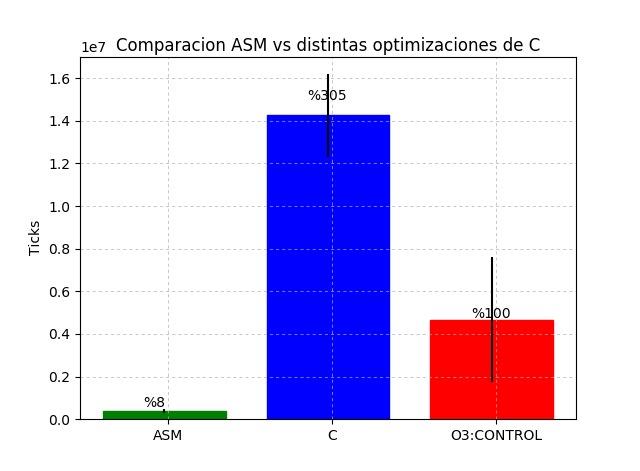 Comparacion ASM vs distintas optimizaciones de C
1e7
1.6
1.4
1.2
1.0
0.8
0.6
0.4
0.2
0.0
Ticks
%8
%305
%100
ASM
C
O3:CONTROL